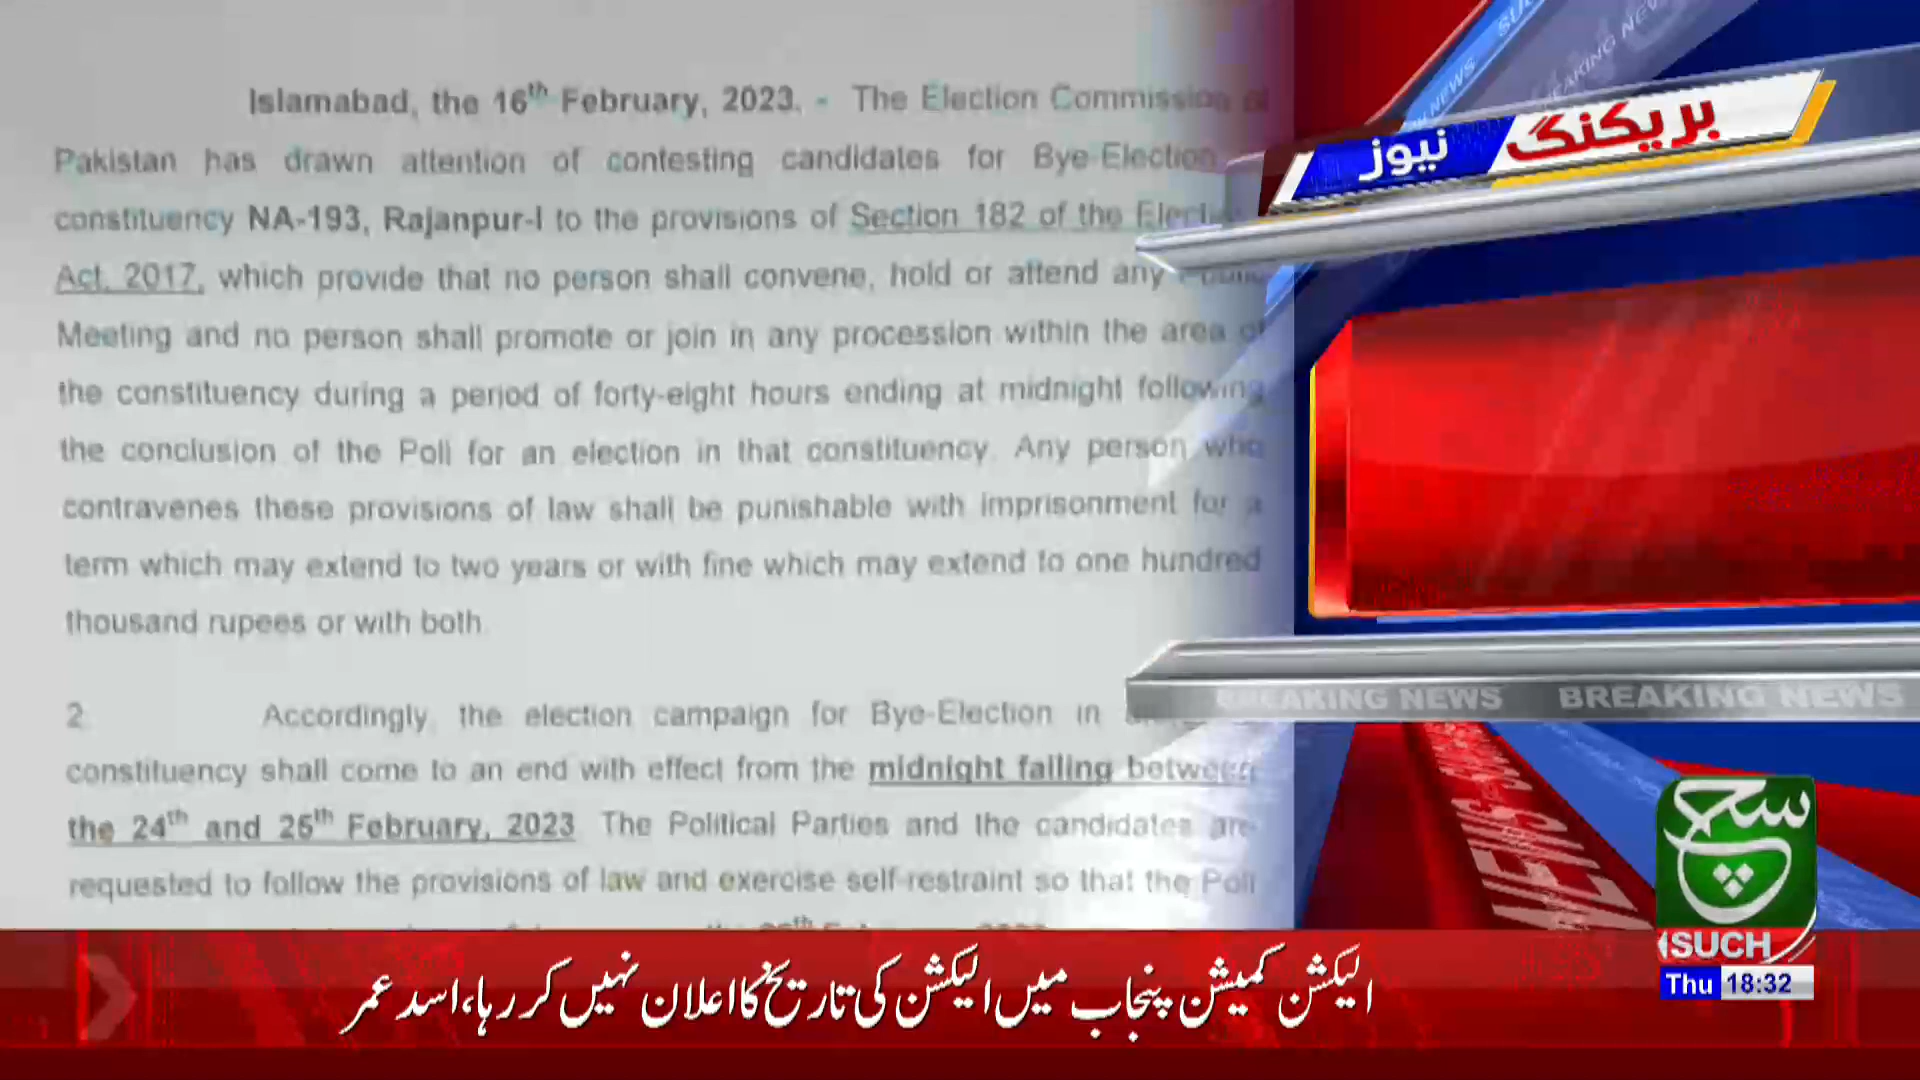 Islamabad, the 16th February, 2023. - The Election Commission of
Pakistan has drawn attention of contesting candidates for Bye-Election
constituency NA-193, Rajanpur-I to the provisions of Section 182 of the
Act, 2017, which provide that no person shall convene, hold or attend any Public
Meeting and no person shall promote or join in any procession within the area of
the constituency during a period of forty-eight hours ending at midnight following
the conclusion of the Poll for an election in that constituency. Any person who
contravenes these provisions of law shall be punishable with imprisonment for a
term which may extend to two years or with fine which may extend to one hundred
thousand rupees or with both.
2. Accordingly, the election campaign for Bye-Election in
constituency shall come to an end with effect from the midnight falling between
the 24th and 25th February, 2023. The Political Parties and the candidates are
requested to follow the provisions of law and exercise self-restraint so that the Poll
بریکنگ نیوز
BREAKING NEWS BREAKING NEWS
سچ
SUCH
Thu 18:32
الیکشن کمیشن پنجاب میں الیکشن کی تاریخ کا اعلان نہیں کر رہا، اسد عمر